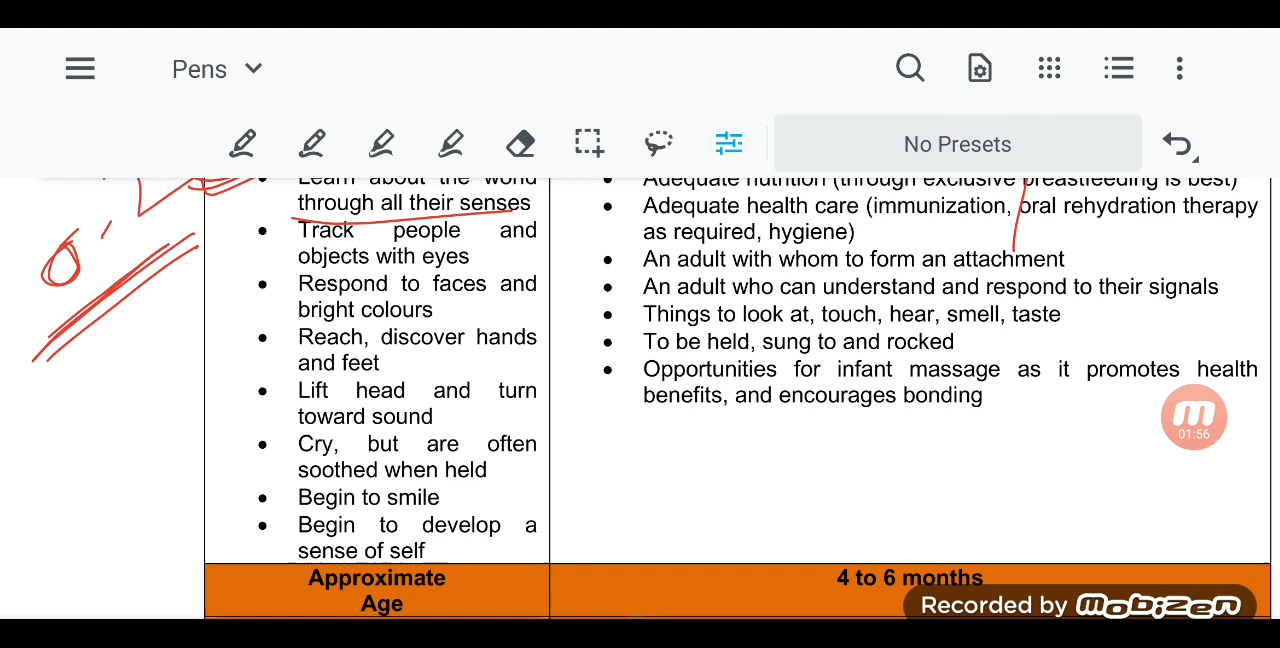 Pens
No Presets
Learn about the world
through all their senses
Track people and
objects with eyes
Respond to faces and
bright colours
Reach, discover hands
and feet
Lift head and turn
toward sound
Cry, but are often
soothed when held
Begin to smile
Begin to develop a
sense of self
Adequate nutrition (through exclusive breastfeeding is best)
Adequate health care (immunization, oral rehydration therapy
as required, hygiene)
An adult with whom to form an attachment
An adult who can understand and respond to their signals
Things to look at, touch, hear, smell, taste
To be held, sung to and rocked
Opportunities for infant massage as it promotes health
benefits, and encourages bonding
01:56
Approximate
Age
4 to 6 months
Recorded by mobizen